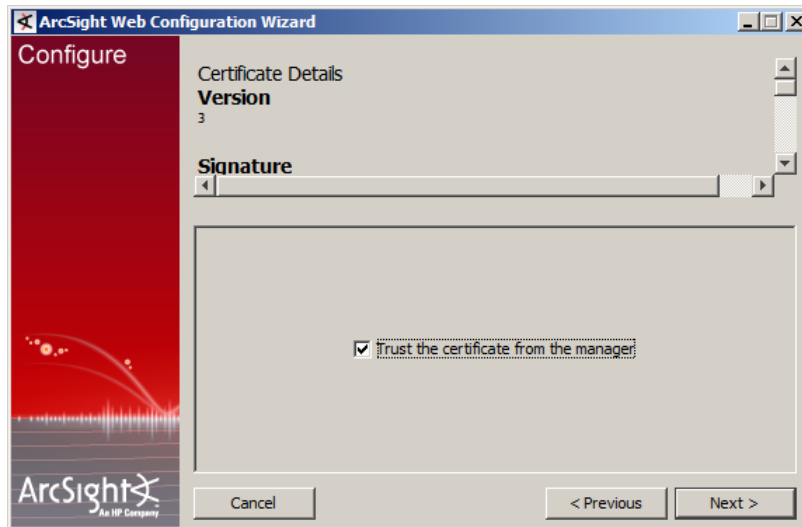 ArcSight Web Configuration Wizard
Configure
Certificate Details
Version
3
Signature
Trust the certificate from the manager
ArcSight
An HP Company
Cancel
< Previous
Next >